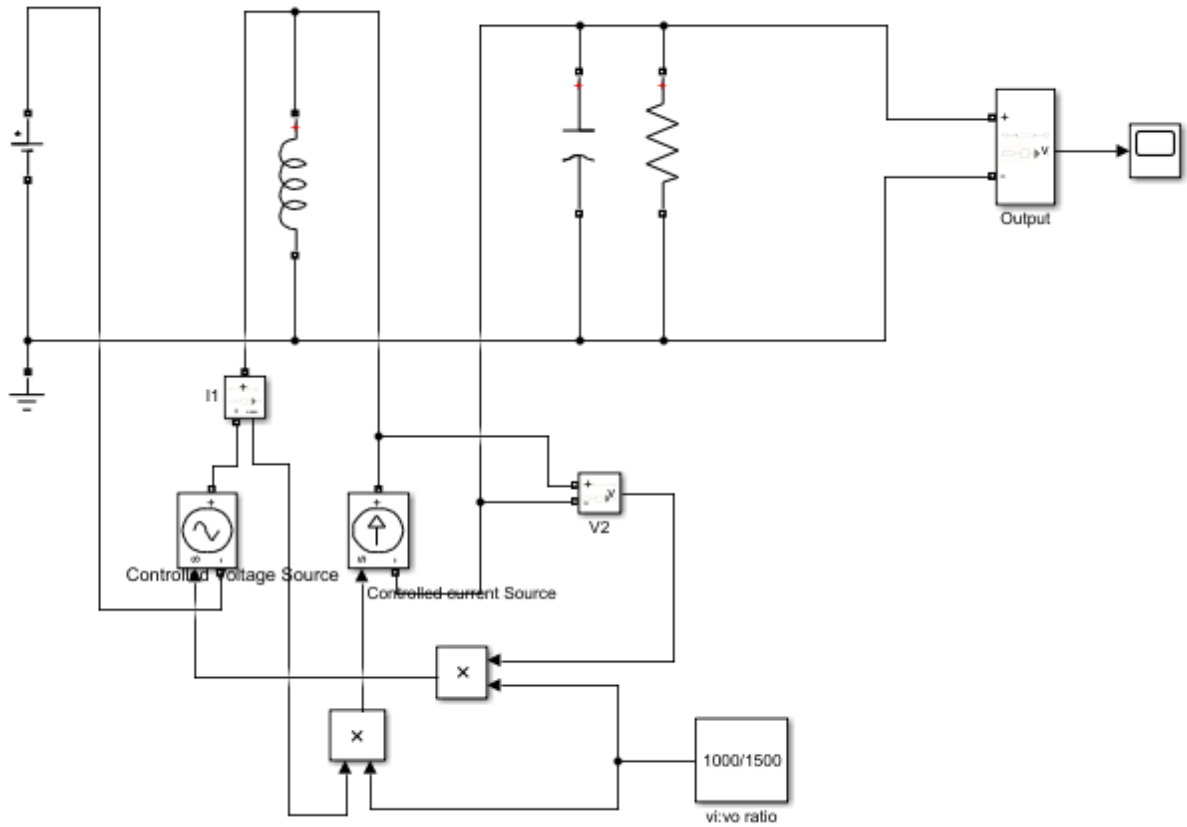 +
-
v
Output
I1
+
+
-
v
V2
+
s
-
+
s
-
Controlled Voltage Source
Controlled current Source
×
×
1000/1500
vi:vo ratio